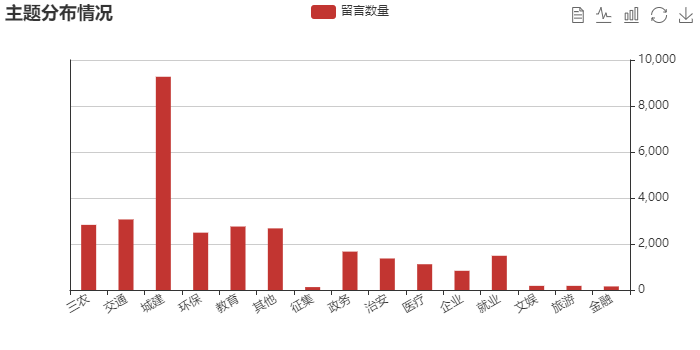 主题分布情况
留言数量
10,000
8,000
6,000
4,000
2,000
0
三农 交通 城建 环保 教育 其他 征集 政务 治安 医疗 企业 就业 文娱 旅游 金融